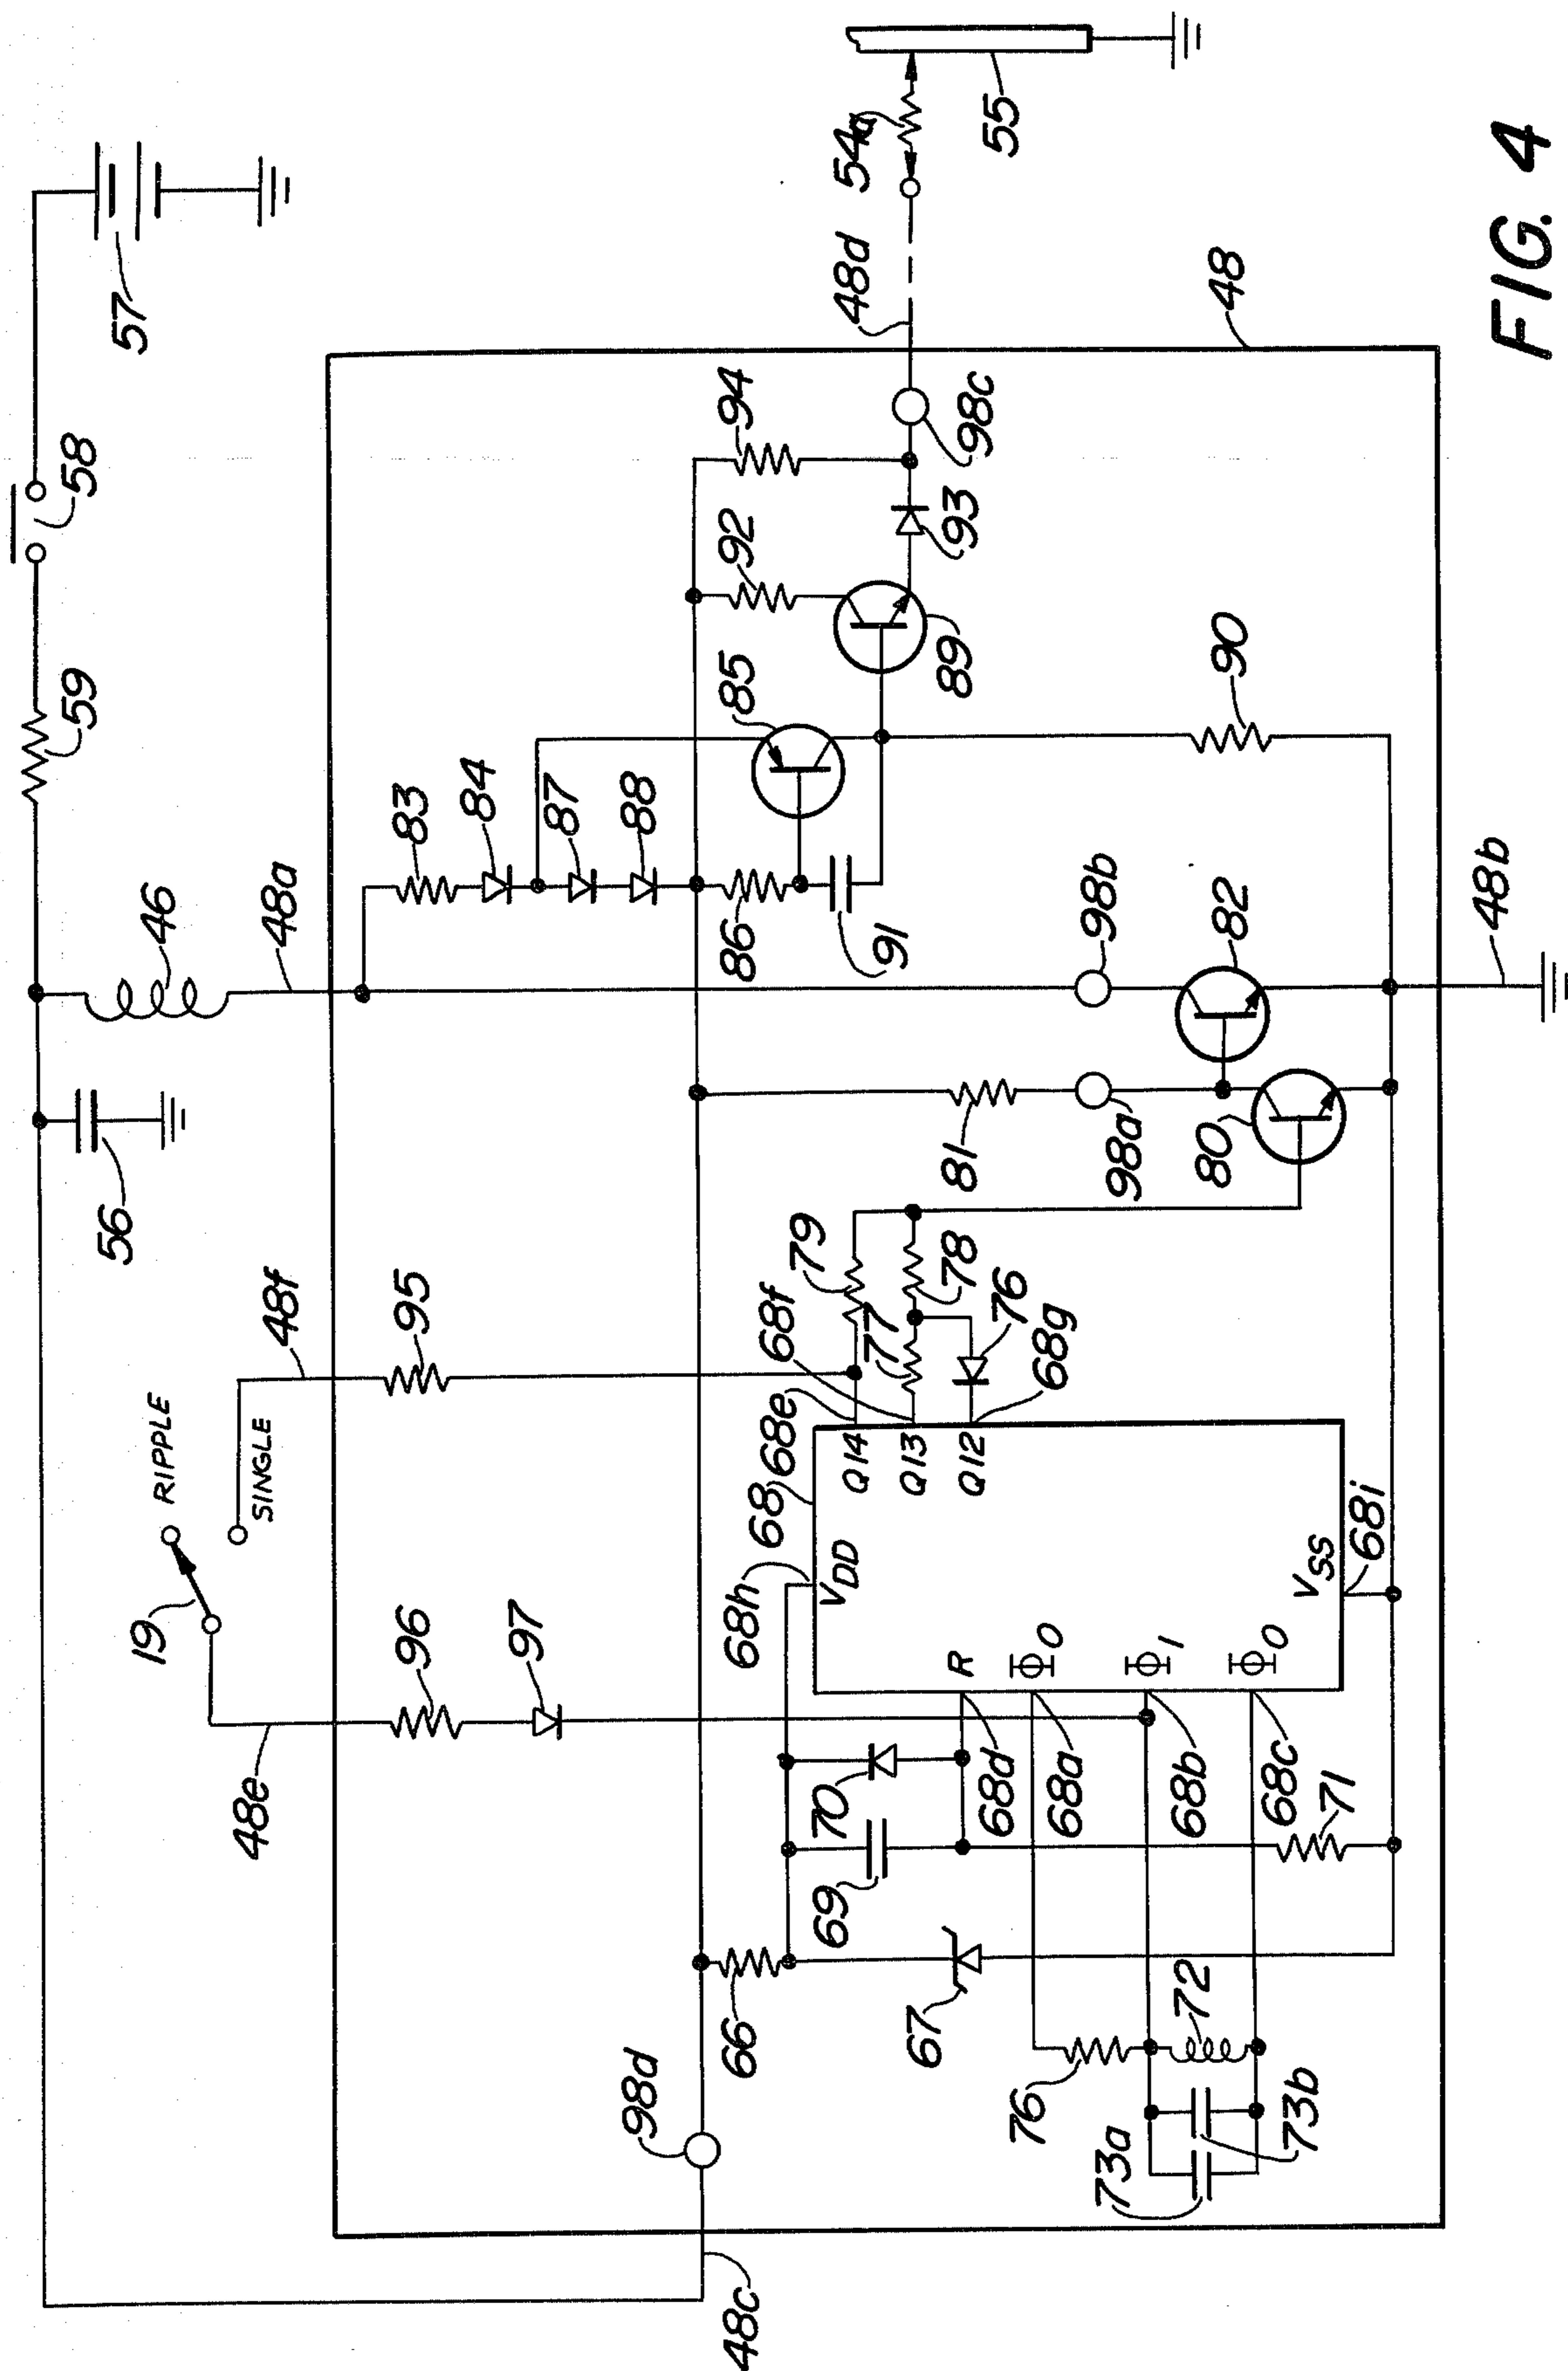 57
58
59
46
48a
56
48f
95
RIPPLE
SINGLE
19
96
97
48e
48c
98d
83
84
87
88
86
91
85
92
94
89
93
98c
48d
54a
55
48
90
98b
82
48b
81
98a
80
79
68f
77
78
76
68g
68e
68
68h
VDD
Q14
Q13
Q12
R
Φ0
Φ1
Φ0
VSS
68i
70
69
68d
68a
68b
68c
71
66
67
72
76
73a
73b
FIG. 4